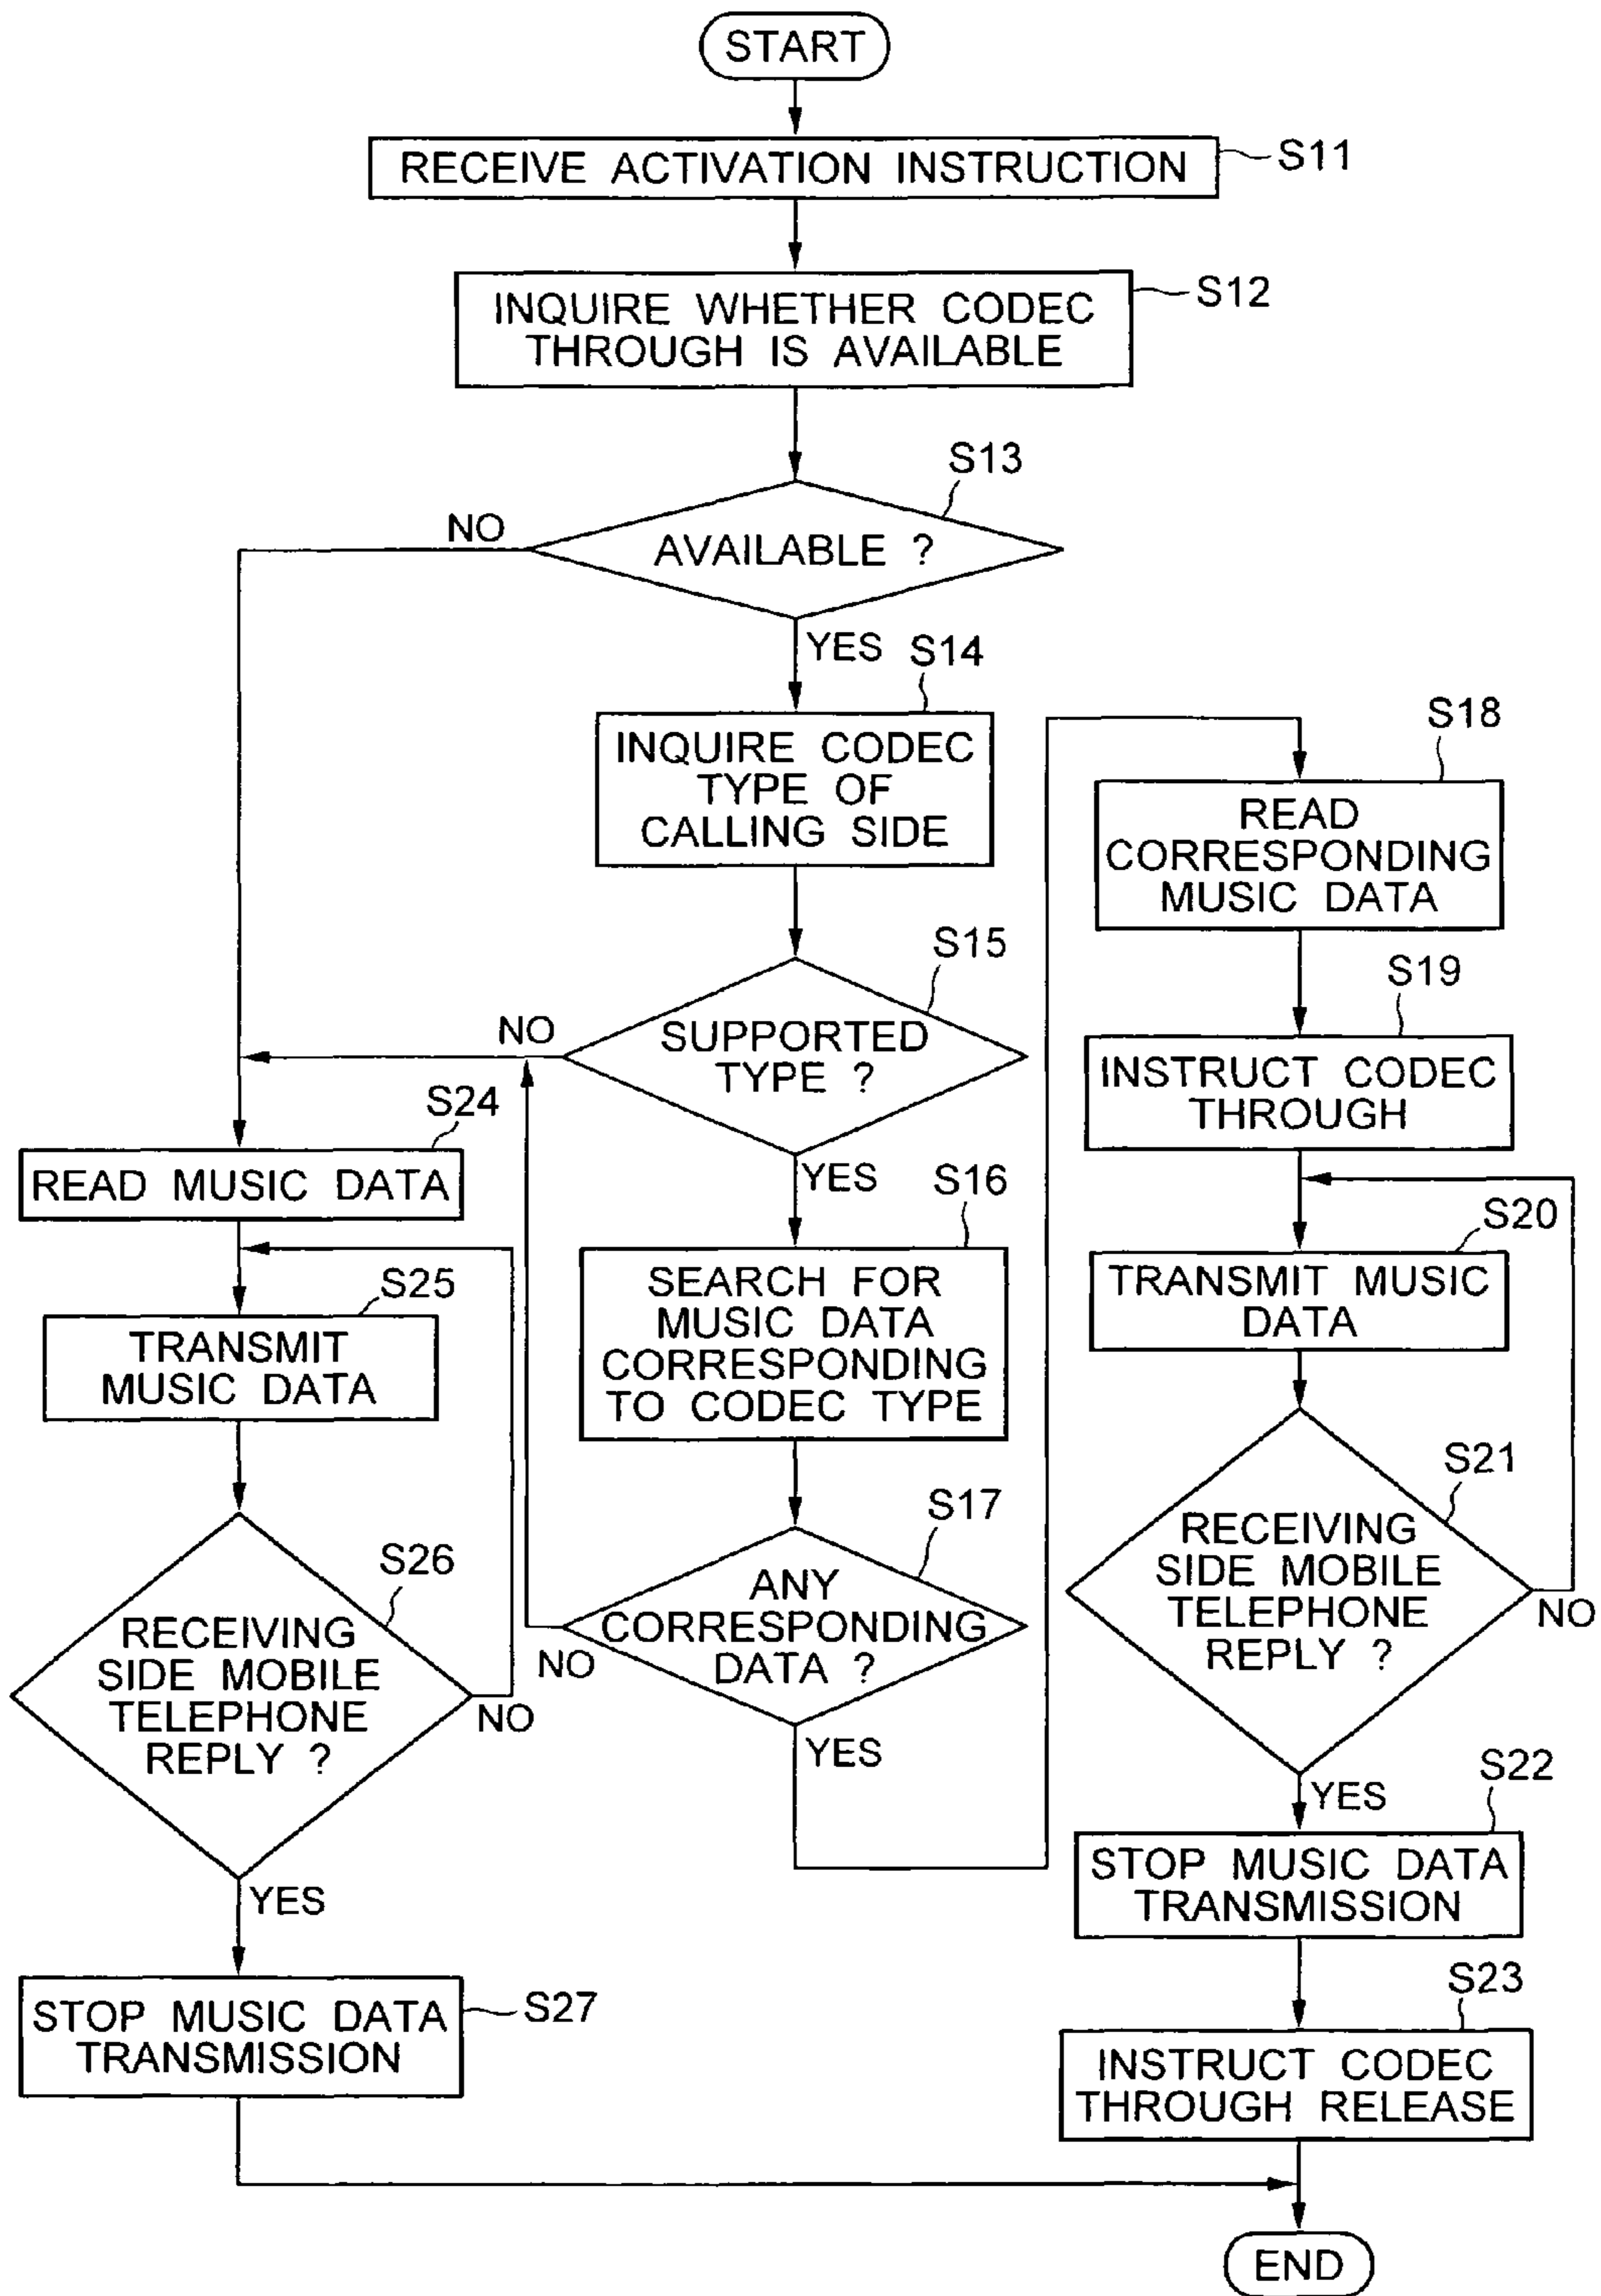 START
RECEIVE ACTIVATION INSTRUCTION
S11
INQUIRE WHETHER CODEC
THROUGH IS AVAILABLE
S12
S13
AVAILABLE ?
NO
YES
S14
INQUIRE CODEC
TYPE OF
CALLING SIDE
S15
SUPPORTED
TYPE ?
NO
YES
S16
SEARCH FOR
MUSIC DATA
CORRESPONDING
TO CODEC TYPE
S17
ANY
CORRESPONDING
DATA ?
NO
YES
S18
READ
CORRESPONDING
MUSIC DATA
S19
INSTRUCT CODEC
THROUGH
S20
TRANSMIT MUSIC
DATA
S21
RECEIVING
SIDE MOBILE
TELEPHONE
REPLY ?
NO
YES
S22
STOP MUSIC DATA
TRANSMISSION
S23
INSTRUCT CODEC
THROUGH RELEASE
S24
READ MUSIC DATA
S25
TRANSMIT
MUSIC DATA
S26
RECEIVING
SIDE MOBILE
TELEPHONE
REPLY ?
NO
YES
STOP MUSIC DATA
TRANSMISSION
S27
END